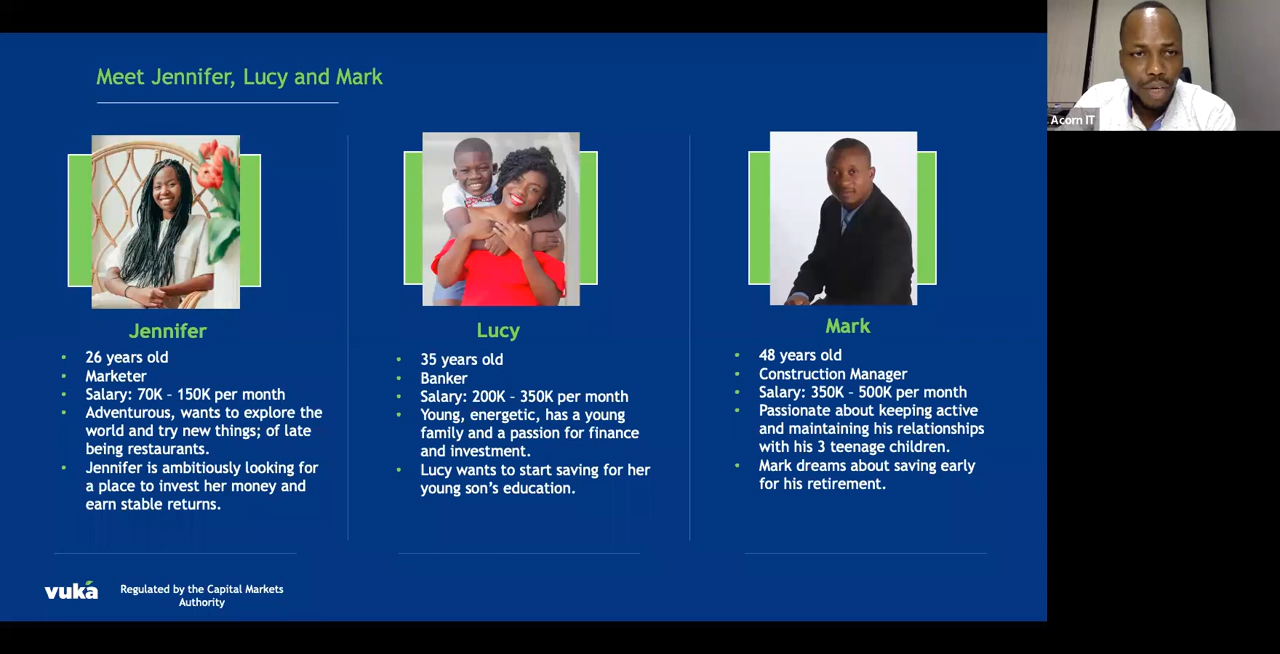 Meet Jennifer, Lucy and Mark
Acorn IT
Jennifer
• 26 years old
• Marketer
• Salary: 70K - 150K per month
• Adventurous, wants to explore the
world and try new things; of late
being restaurants.
• Jennifer is ambitiously looking for
a place to invest her money and
earn stable returns.
Lucy
• 35 years old
• Banker
• Salary: 200K - 350K per month
• Young, energetic, has a young
family and a passion for finance
and investment.
• Lucy wants to start saving for her
young son's education.
Mark
• 48 years old
• Construction Manager
• Salary: 350K - 500K per month
• Passionate about keeping active
and maintaining his relationships
with his 3 teenage children.
• Mark dreams about saving early
for his retirement.
vuka
Regulated by the Capital Markets
Authority